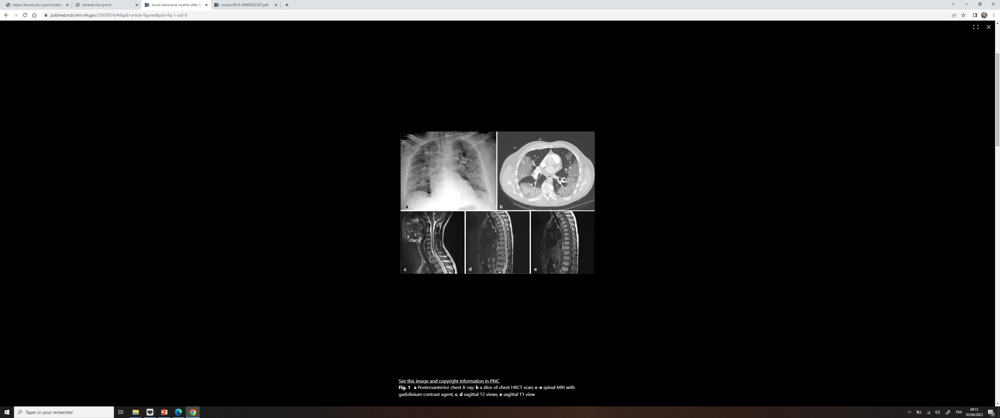 https://favoris.chu-lyon.fr/index.
intranet.chu-lyon.fr
Acute transverse myelitis after SA
cureus-0014-00000032297.pdf
pubmed.ncbi.nlm.nih.gov/33650074/#&gid=article-figures&pid=fig-1-uid-0
a
b
c
d
e
See this image and copyright information in PMC
Fig. 1 a Posteroanterior chest X-ray; b a slice of chest HRCT scan; c–e spinal MRI with
gadolinium contrast agent, c, d sagittal T2 views, e sagittal T1 view
Taper ici pour rechercher
FRA
09:15
03/04/2023
12